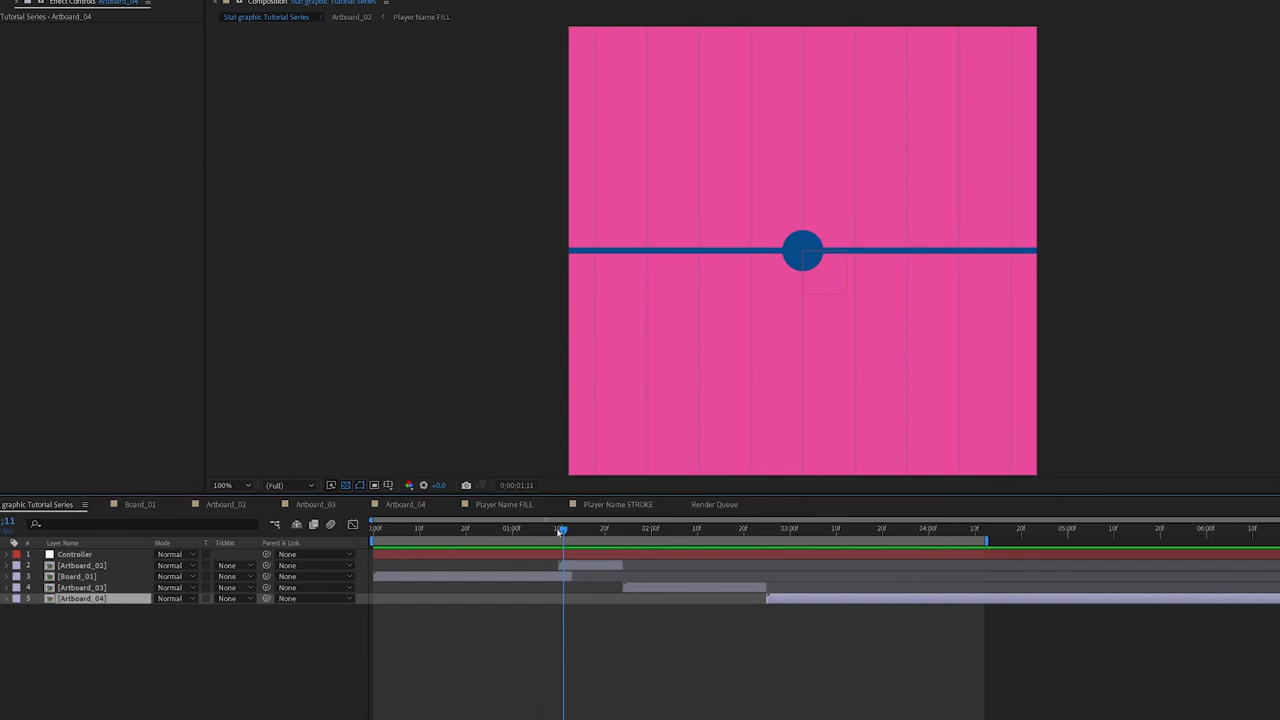 Effect Controls Artboard_04
Composition Stat graphic Tutorial Series
Tutorial Series • Artboard_04
Stat graphic Tutorial Series
Artboard_02
Player Name FILL
100%
(Full)
+0.0
0;00;01;11
graphic Tutorial Series
Board_01
Artboard_02
Artboard_03
Artboard_04
Player Name FILL
Player Name STROKE
Render Queue
;11
fps)
:00f 10f 20f 01:00f 10f 20f 02:00f 10f 20f 03:00f 10f 20f 04:00f 10f 20f 05:00f 10f 20f 06:00f 10f
# Layer Name Mode T TrkMat Parent & Link
1 Controller Normal None
2 [Artboard_02] Normal None None
3 [Board_01] Normal None None
4 [Artboard_03] Normal None None
5 [Artboard_04] Normal None None